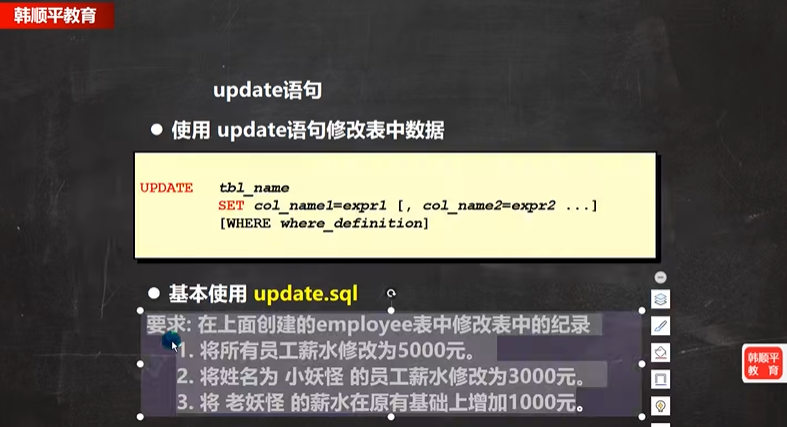 韩顺平教育
update语句
● 使用 update语句修改表中数据
UPDATE tbl_name
SET col_name1=expr1 [, col_name2=expr2 ...]
[WHERE where_definition]
● 基本使用 update.sql
要求: 在上面创建的employee表中修改表中的纪录
1. 将所有员工薪水修改为5000元。
2. 将姓名为 小妖怪 的员工薪水修改为3000元。
3. 将 老妖怪 的薪水在原有基础上增加1000元。
韩顺平
教 育